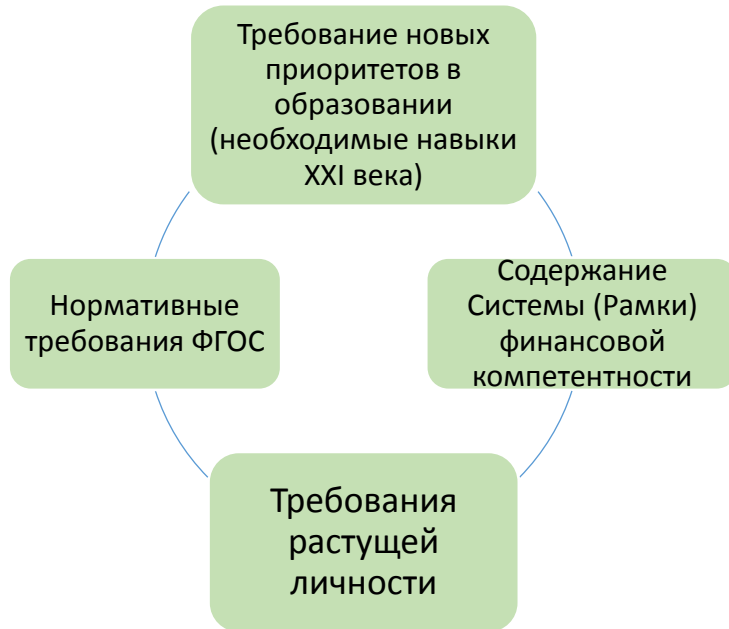 Требование новых
приоритетов в
образовании
(необходимые навыки
XXI века)
Нормативные
требования ФГОС
Содержание
Системы (Рамки)
финансовой
компетентности
Требования
растущей
личности